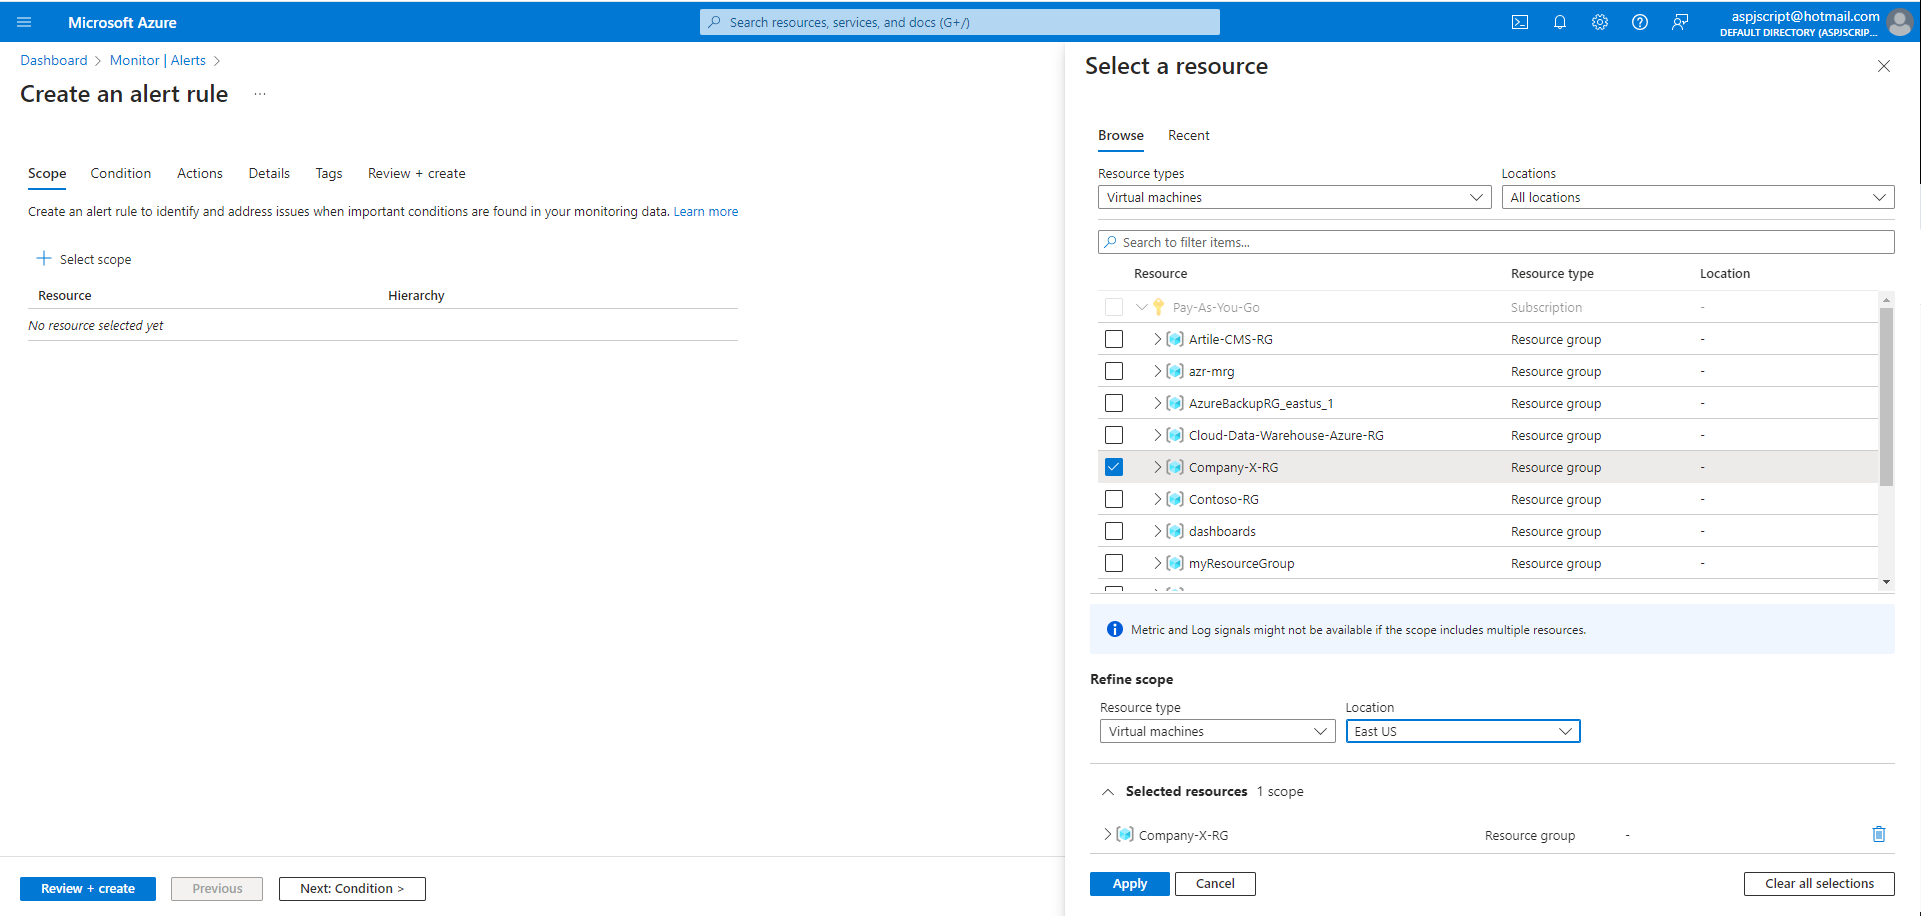 Microsoft Azure
Search resources, services, and docs (G+/)
aspjscript@hotmail.com
DEFAULT DIRECTORY (ASPJSCRIP...
Dashboard > Monitor | Alerts >
Create an alert rule ...
Scope Condition Actions Details Tags Review + create
Create an alert rule to identify and address issues when important conditions are found in your monitoring data. Learn more
+ Select scope
Resource Hierarchy
No resource selected yet
Review + create Previous Next: Condition >
Select a resource
Browse Recent
Resource types Locations
Virtual machines All locations
Search to filter items...
Resource Resource type Location
Pay-As-You-Go Subscription -
Artile-CMS-RG Resource group -
azr-mrg Resource group -
AzureBackupRG_eastus_1 Resource group -
Cloud-Data-Warehouse-Azure-RG Resource group -
Company-X-RG Resource group -
Contoso-RG Resource group -
dashboards Resource group -
myResourceGroup Resource group -
Metric and Log signals might not be available if the scope includes multiple resources.
Refine scope
Resource type Location
Virtual machines East US
Selected resources 1 scope
Company-X-RG Resource group -
Apply Cancel Clear all selections